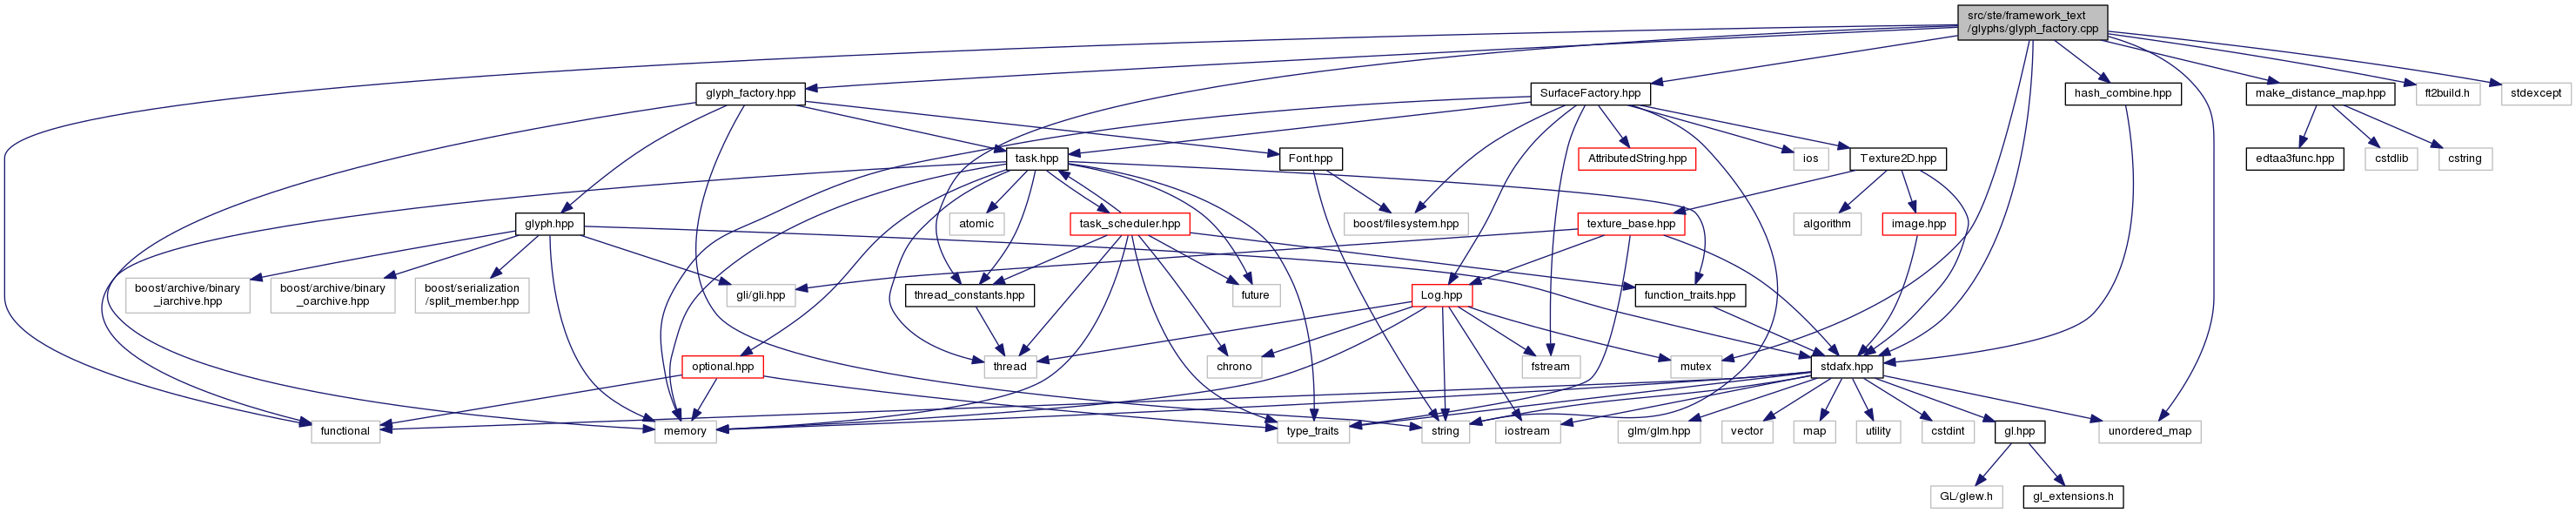 src/ste/framework_text
/glyphs/glyph_factory.cpp
glyph_factory.hpp
SurfaceFactory.hpp
hash_combine.hpp
make_distance_map.hpp
ft2build.h
stdexcept
task.hpp
Font.hpp
AttributedString.hpp
ios
Texture2D.hpp
edtaa3func.hpp
cstdlib
cstring
glyph.hpp
atomic
task_scheduler.hpp
boost/filesystem.hpp
texture_base.hpp
algorithm
image.hpp
boost/archive/binary
_iarchive.hpp
boost/archive/binary
_oarchive.hpp
boost/serialization
/split_member.hpp
gli/gli.hpp
thread_constants.hpp
future
Log.hpp
function_traits.hpp
optional.hpp
thread
chrono
fstream
mutex
stdafx.hpp
functional
memory
type_traits
string
iostream
glm/glm.hpp
vector
map
utility
cstdint
gl.hpp
unordered_map
GL/glew.h
gl_extensions.h